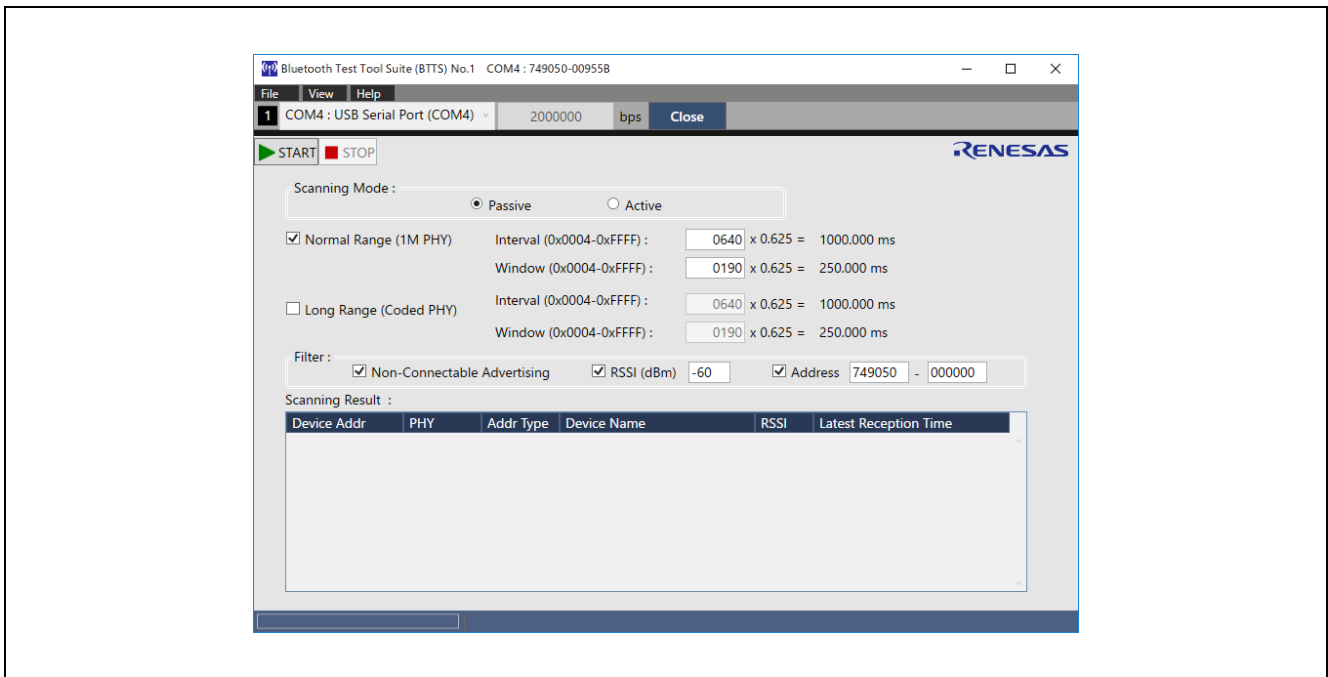 Bluetooth Test Tool Suite (BTTS) No.1 COM4 : 749050-00955B
File View Help
1 COM4 : USB Serial Port (COM4) 2000000 bps Close
START STOP RENESAS
Scanning Mode :
Passive Active
Normal Range (1M PHY) Interval (0x0004-0xFFFF) : 0640 x 0.625 = 1000.000 ms
Window (0x0004-0xFFFF) : 0190 x 0.625 = 250.000 ms
Long Range (Coded PHY) Interval (0x0004-0xFFFF) : 0640 x 0.625 = 1000.000 ms
Window (0x0004-0xFFFF) : 0190 x 0.625 = 250.000 ms
Filter :
Non-Connectable Advertising RSSI (dBm) -60 Address 749050 - 000000
Scanning Result :
Device Addr PHY Addr Type Device Name RSSI Latest Reception Time